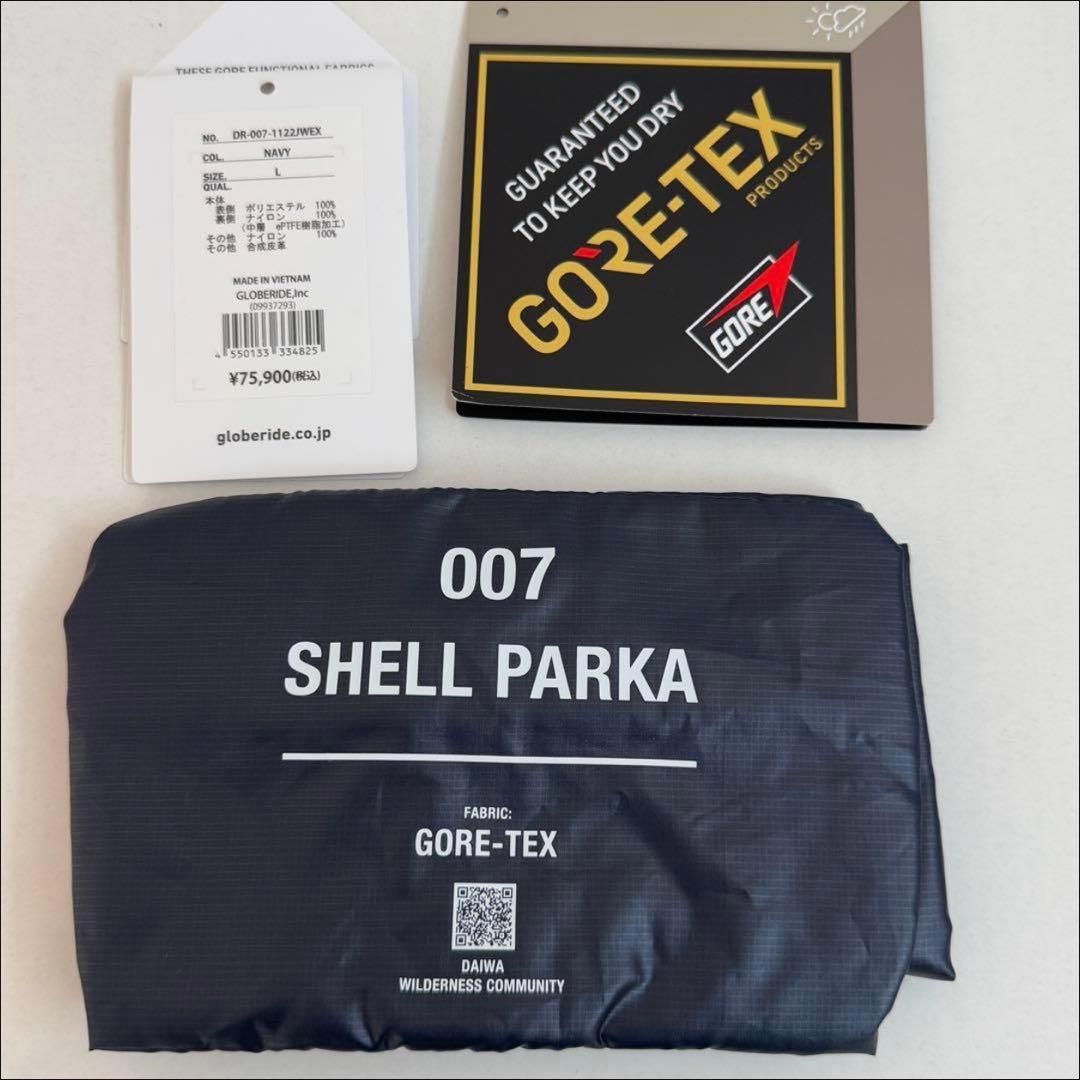 THESE GORE FUNCTIONAL FABRICS
NO. DR-007-1122JWEX
COL. NAVY
SIZE. L
QUAL.
本体
表側 ポリエステル 100%
裏側 ナイロン 100%
(中層 ePTFE樹脂加工)
その他 ナイロン 100%
その他 合成皮革
MADE IN VIETNAM
GLOBERIDE,Inc
(09937293)
4 550133 334825
¥75,900(税込)
globeride.co.jp
GUARANTEED
TO KEEP YOU DRY
GORE-TEX
PRODUCTS
GORE
007
SHELL PARKA
FABRIC:
GORE-TEX
DAIWA
WILDERNESS COMMUNITY